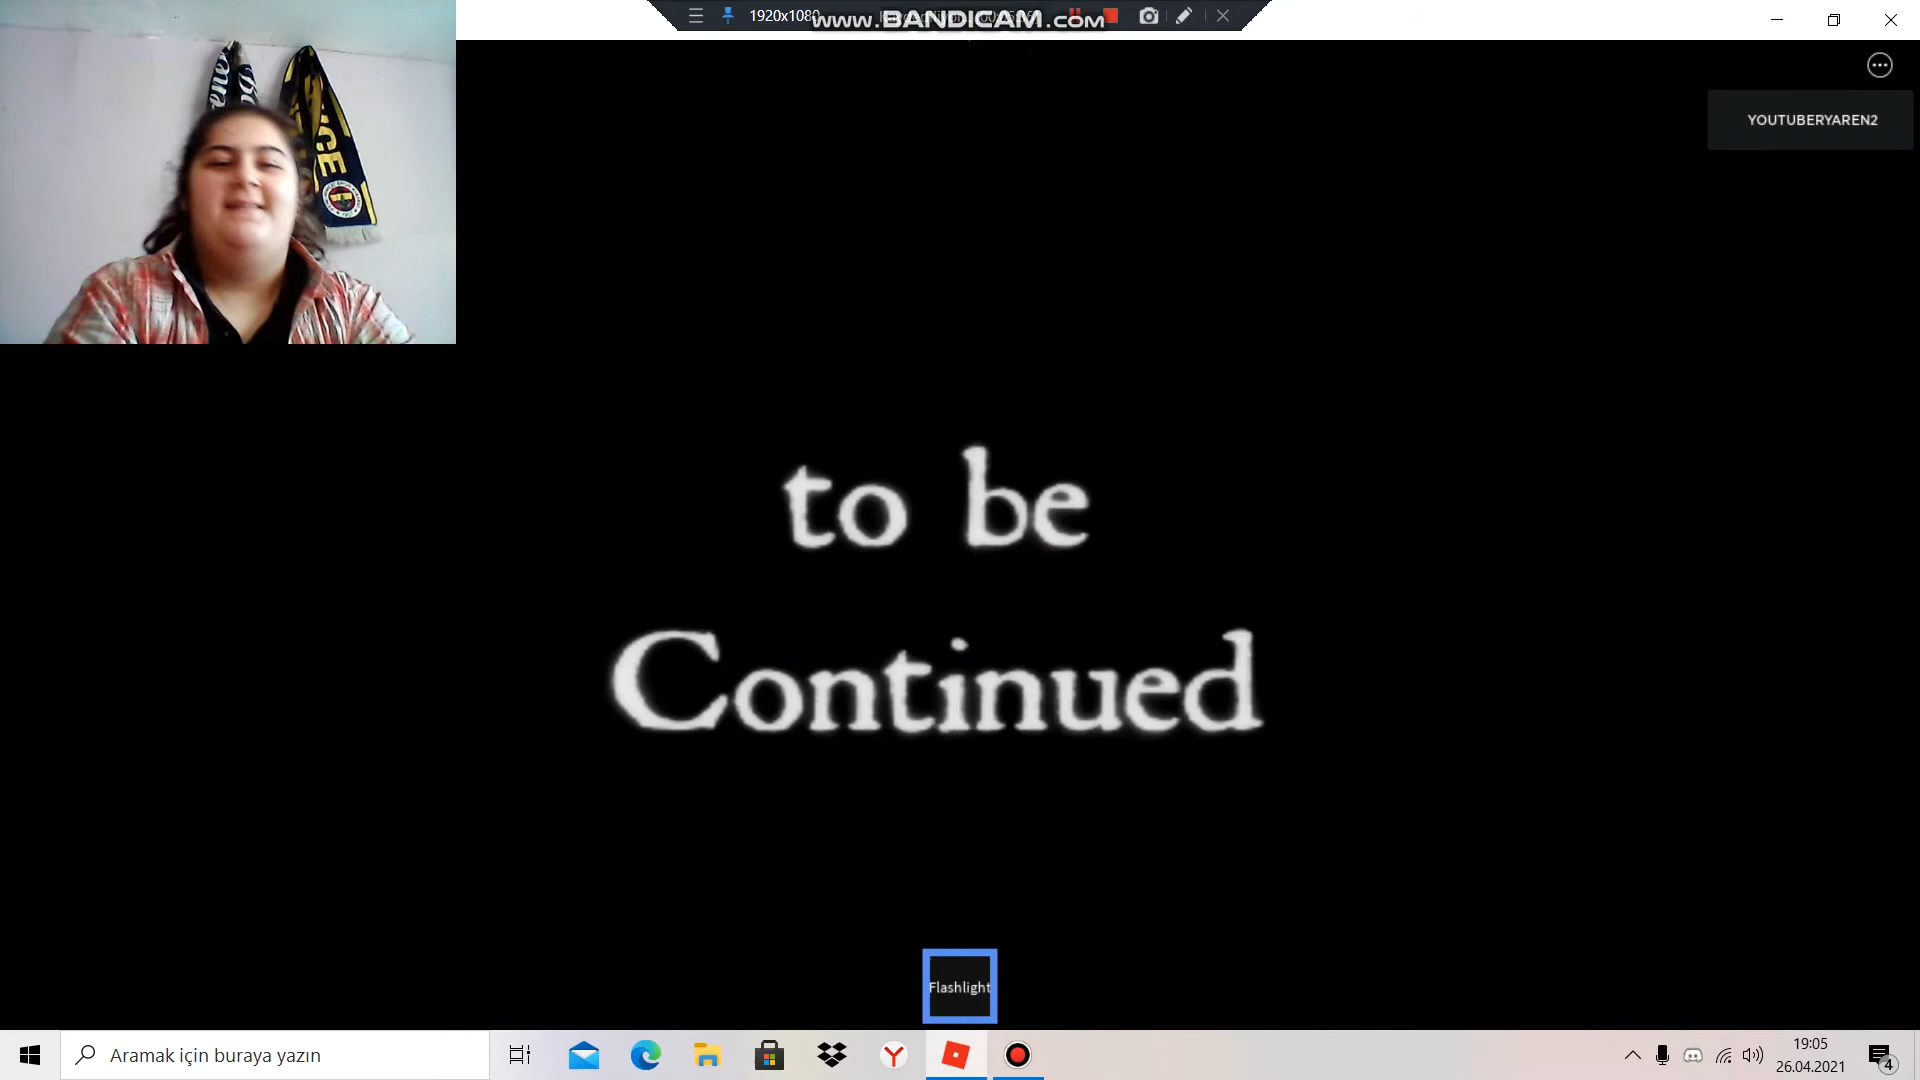 1920x1080
www.BANDICAM.com
YOUTUBERYAREN2
to be
Continued
Flashlight
Aramak için buraya yazın
19:05
26.04.2021
4